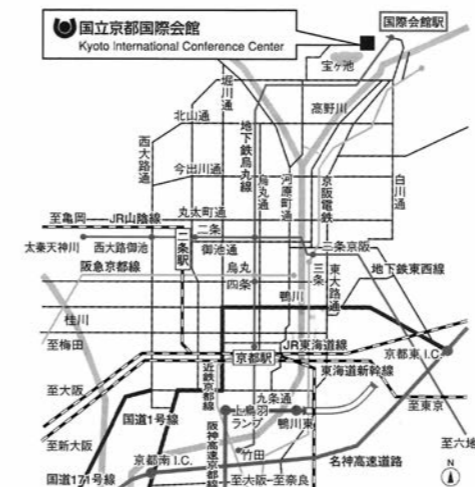 国立京都国際会館
Kyoto International Conference Center
国際会館駅
宝ヶ池
堀川通
高野川
北山通
地下鉄烏丸線
西大路通
今出川通
烏丸通
河原町通
京阪電鉄
白川通
丸太町通
至亀岡
JR山陰線
二条
二条駅
太秦天神川
西大路御池
御池通
三条京阪
阪急京都線
烏丸
四条
三条
東大路通
地下鉄東西線
鴨川
桂川
至梅田
JR東海道線
京都駅
京都東I.C.
近鉄京都線
東海道新幹線
至大阪
九条通
至東京
国道1号線
上鳥羽
ランプ
鴨川東
至新大阪
阪神高速京都線
竹田
至六地
京都南I.C.
名神高速道路
国道171号線
至大阪
至奈良
N